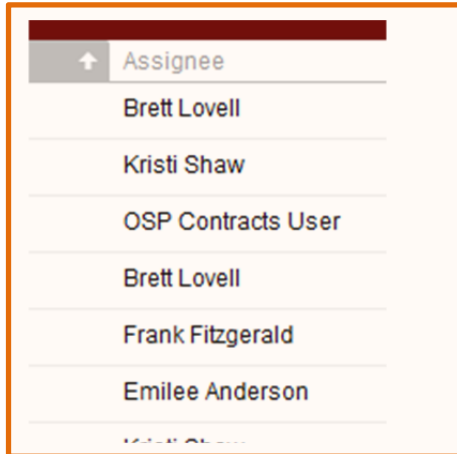 Assignee
Brett Lovell
Kristi Shaw
OSP Contracts User
Brett Lovell
Frank Fitzgerald
Emilee Anderson